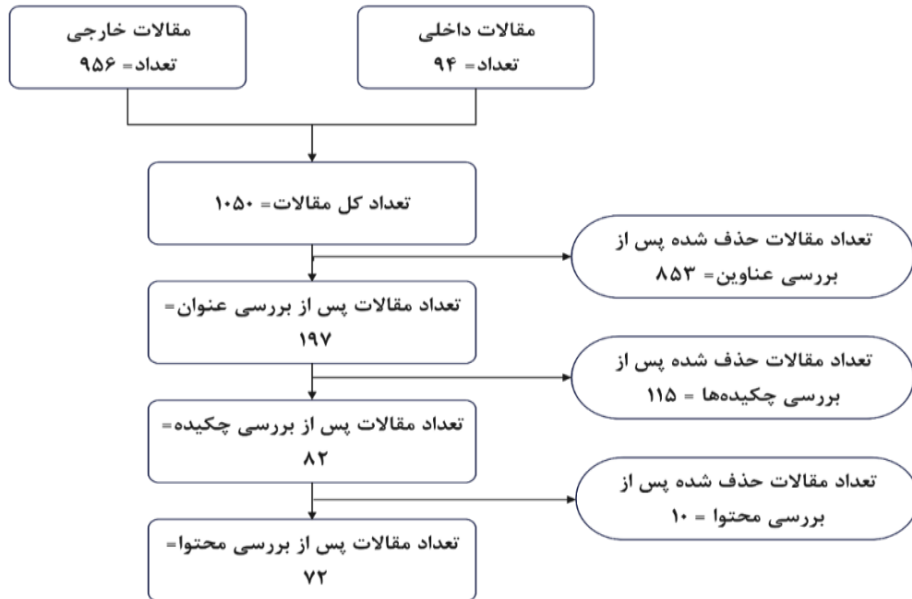 مقالات داخلی
تعداد= ۹۴
مقالات خارجی
تعداد= ۹۵۶
تعداد کل مقالات= ۱۰۵۰
تعداد مقالات حذف شده پس از
بررسی عناوین= ۸۵۳
تعداد مقالات پس از بررسی عنوان=
۱۹۷
تعداد مقالات حذف شده پس از
بررسی چکیده‌ها = ۱۱۵
تعداد مقالات پس از بررسی چکیده=
۸۲
تعداد مقالات حذف شده پس از
بررسی محتوا = ۱۰
تعداد مقالات پس از بررسی محتوا=
۷۲